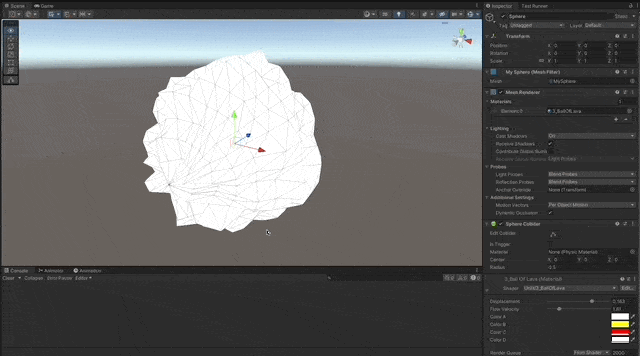 Scene
Game
Inspector
Test Runner
Sphere
Static
Tag
Untagged
Layer
Default
Transform
Position
X 0 Y 0 Z 0
Rotation
X 0 Y 0 Z 0
Scale
X 1 Y 1 Z 1
My Sphere (Mesh Filter)
Mesh
MySphere
Mesh Renderer
Materials
1
Element 0
2_BallOfLava
Lighting
Cast Shadows
On
Receive Shadows
Contribute Global Illumi
Receive Global Illumi
Light Probes
Probes
Light Probes
Blend Probes
Reflection Probes
Blend Probes
Anchor Override
None (Transform)
Additional Settings
Motion Vectors
Per Object Motion
Dynamic Occlusion
Sphere Collider
Edit Collider
Is Trigger
Material
None (Physic Material)
Center
X 0 Y 0 Z 0
Radius
0.5
2_Ball Of Lava (Material)
Shader
Unlit/2_BallOfLava
Edit...
Displacement
Flow Velocity
Color A
Color B
Color C
Color D
Render Queue
From Shader
2000
Console
Animator
Animation
Clear
Collapse
Error Pause
Editor